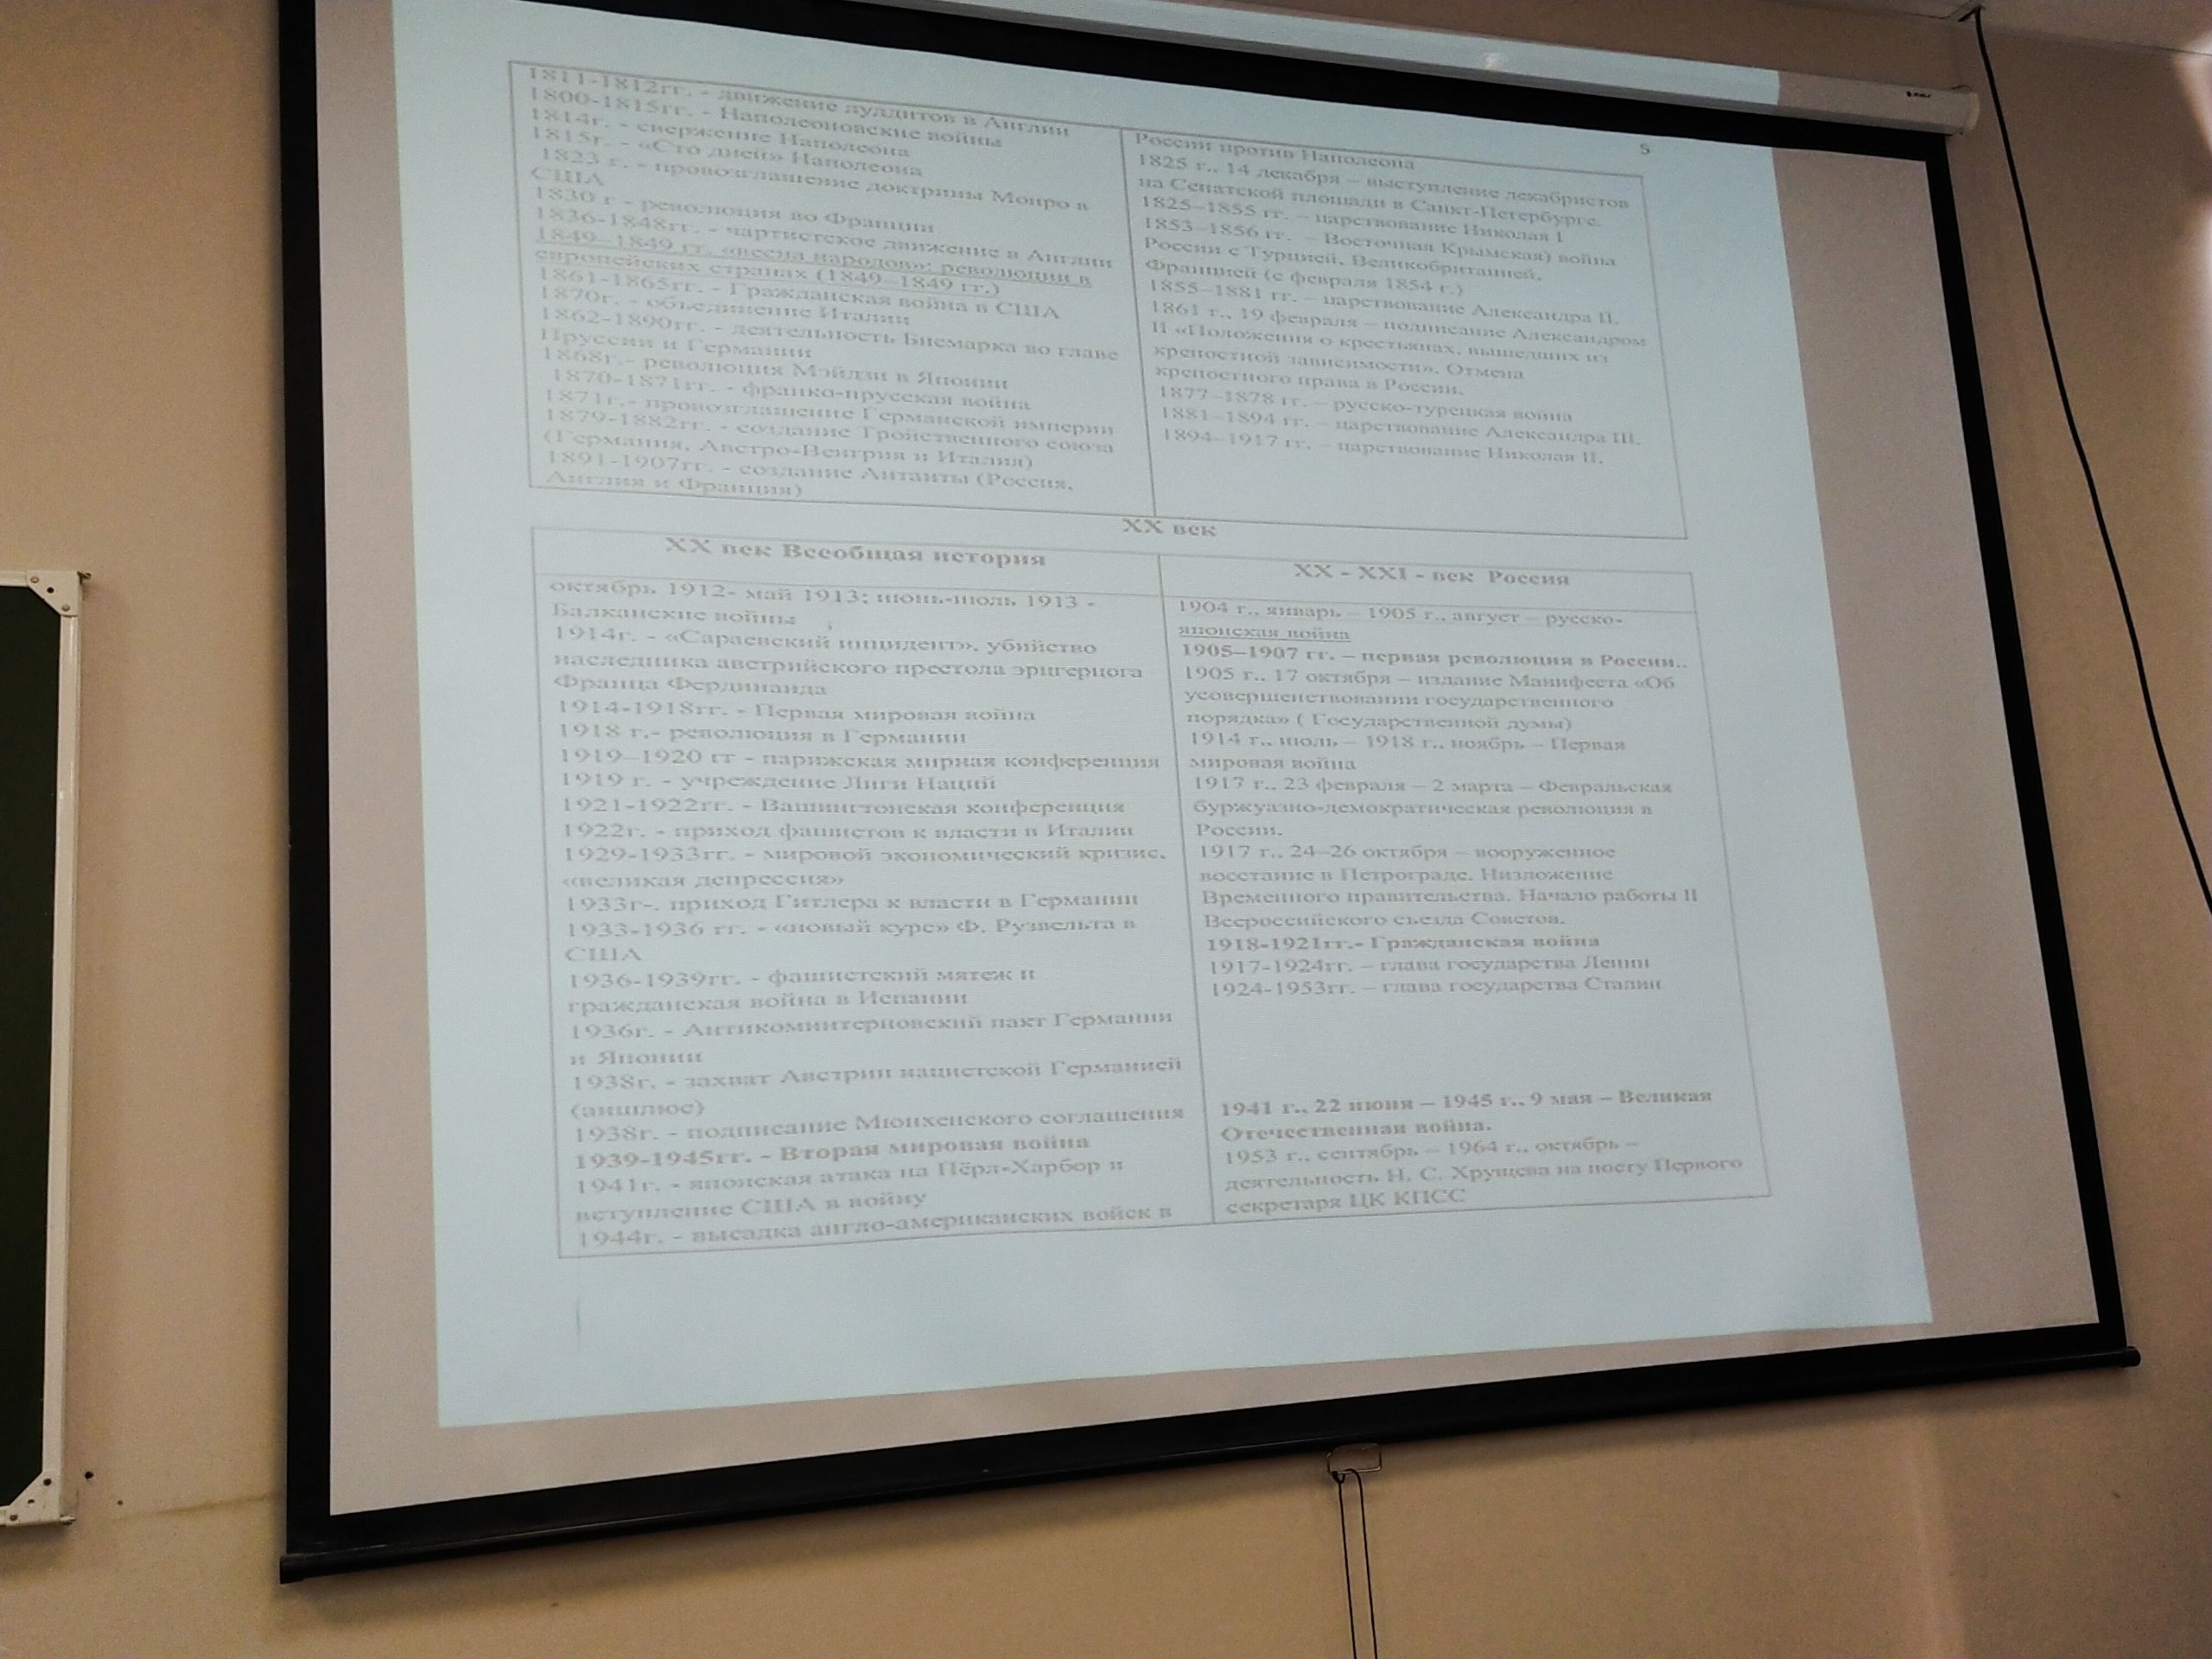 5
1811-1812гг. - движение луддитов в Англии
1800-1815гг. - Наполеоновские войны
1814г. - свержение Наполеона
1815г. - «Сто дней» Наполеона
1823 г. - провозглашение доктрины Монро в
США
1830 г - революция во Франции
1836-1848гг. - чартистское движение в Англии
1849–1849 гг. «весна народов»: революции в
европейских странах (1849–1849 гг.)
1861-1865гг. - Гражданская война в США
1870г. - объединение Италии
1862-1890гг. - деятельность Бисмарка во главе
Пруссии и Германии
1868г.- революция Мэйдзи в Японии
1870-1871гг. - франко-прусская война
1871г.- провозглашение Германской империи
1879-1882гг. - создание Тройственного союза
(Германия, Австро-Венгрия и Италия)
1891-1907гг. - создание Антанты (Россия,
Англия и Франция)
России против Наполеона
1825 г., 14 декабря – выступление декабристов
на Сенатской площади в Санкт-Петербурге.
1825–1855 гг. – царствование Николая I
1853–1856 гг. – Восточная Крымская) война
России с Турцией, Великобританией,
Францией (с февраля 1854 г.)
1855–1881 гг. – царствование Александра II.
1861 г., 19 февраля – подписание Александром
II «Положения о крестьянах, вышедших из
крепостной зависимости». Отмена
крепостного права в России.
1877–1878 гг. – русско-турецкая война
1881–1894 гг. – царствование Александра III.
1894–1917 гг. – царствование Николая II.
XX век
XX век Всеобщая история
октябрь 1912- май 1913; июнь-июль 1913 -
Балканские войны
1914г. - «Сараевский инцидент», убийство
наследника австрийского престола эрцгерцога
Франца Фердинанда
1914-1918гг. - Первая мировая война
1918 г.- революция в Германии
1919–1920 гг - парижская мирная конференция
1919 г. - учреждение Лиги Наций
1921-1922гг. - Вашингтонская конференция
1922г. - приход фашистов к власти в Италии
1929-1933гг. - мировой экономический кризис,
«великая депрессия»
1933г-. приход Гитлера к власти в Германии
1933-1936 гг. - «новый курс» Ф. Рузвельта в
США
1936-1939гг. - фашистский мятеж и
гражданская война в Испании
1936г. - Антикоминтерновский пакт Германии
и Японии
1938г. - захват Австрии нацистской Германией
(аншлюс)
1938г. - подписание Мюнхенского соглашения
1939-1945гг. - Вторая мировая война
1941г. - японская атака на Пёрл-Харбор и
вступление США в войну
1944г. - высадка англо-американских войск в
XX - XXI - век Россия
1904 г., январь – 1905 г., август – русско-
японская война
1905–1907 гг. – первая революция в России..
1905 г., 17 октября – издание Манифеста «Об
усовершенствовании государственного
порядка» ( Государственной думы)
1914 г., июль – 1918 г., ноябрь – Первая
мировая война
1917 г., 23 февраля – 2 марта – Февральская
буржуазно-демократическая революция в
России.
1917 г., 24–26 октября – вооруженное
восстание в Петрограде. Низложение
Временного правительства. Начало работы II
Всероссийского съезда Советов.
1918-1921гг.- Гражданская война
1917-1924гг. – глава государства Ленин
1924-1953гг. – глава государства Сталин
1941 г., 22 июня – 1945 г., 9 мая – Великая
Отечественная война.
1953 г., сентябрь – 1964 г., октябрь –
деятельность Н. С. Хрущева на посту Первого
секретаря ЦК КПСС